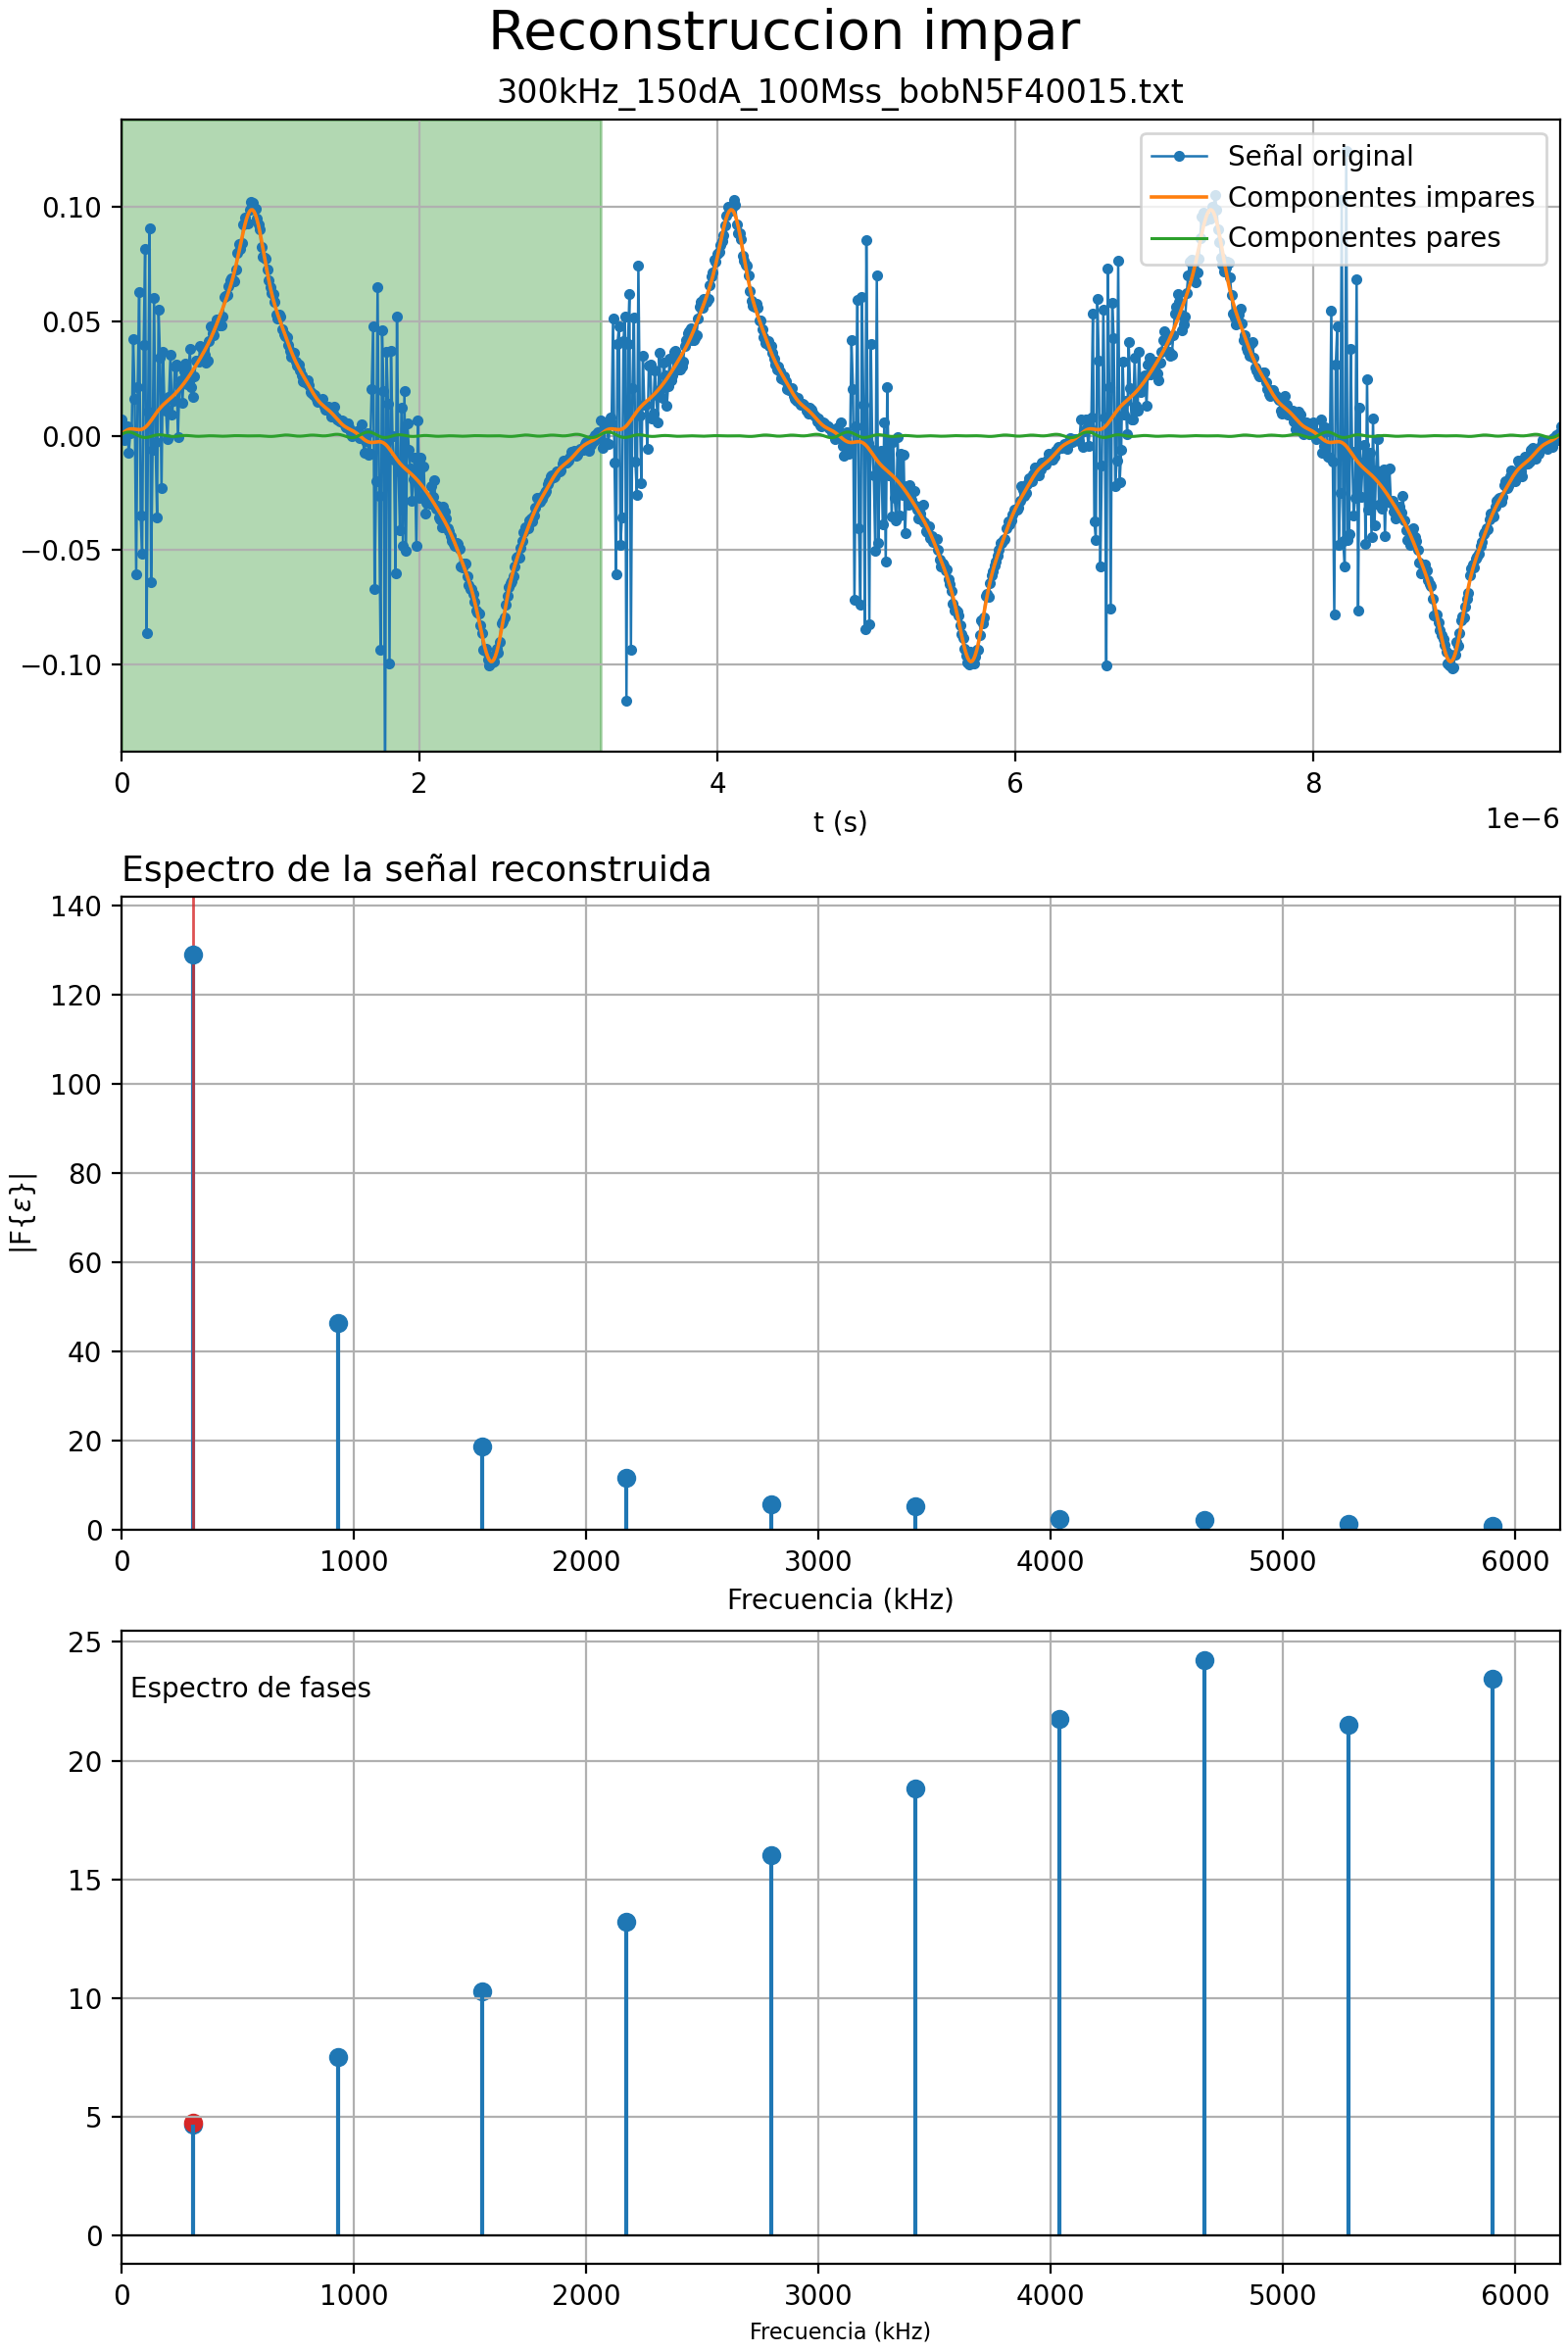 Reconstruccion impar
300kHz_150dA_100Mss_bobN5F40015.txt
Señal original
Componentes impares
Componentes pares
0.10
0.05
0.00
−0.05
−0.10
0 2 4 6 8
t (s)
1e−6
Espectro de la señal reconstruida
140
120
100
80
60
40
20
0
|F{ε}|
0 1000 2000 3000 4000 5000 6000
Frecuencia (kHz)
25
Espectro de fases
20
15
10
5
0
0 1000 2000 3000 4000 5000 6000
Frecuencia (kHz)